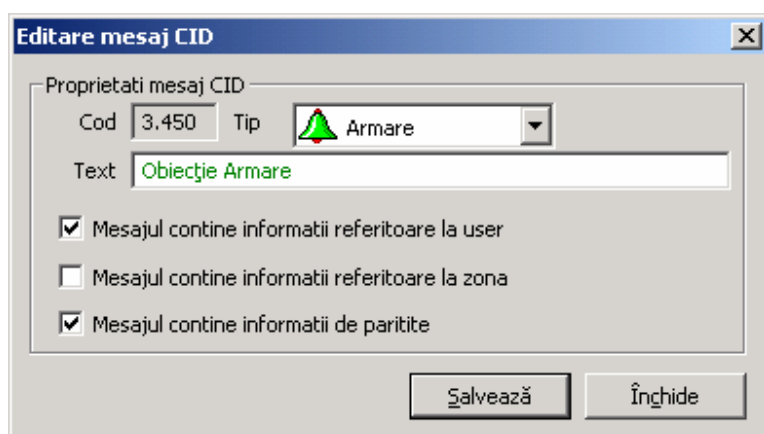 Editare mesaj CID
Proprietati mesaj CID
Cod 3.450 Tip Armare
Text Obiecţie Armare
Mesajul contine informatii referitoare la user
Mesajul contine informatii referitoare la zona
Mesajul contine informatii de paritite
Salvează Închide